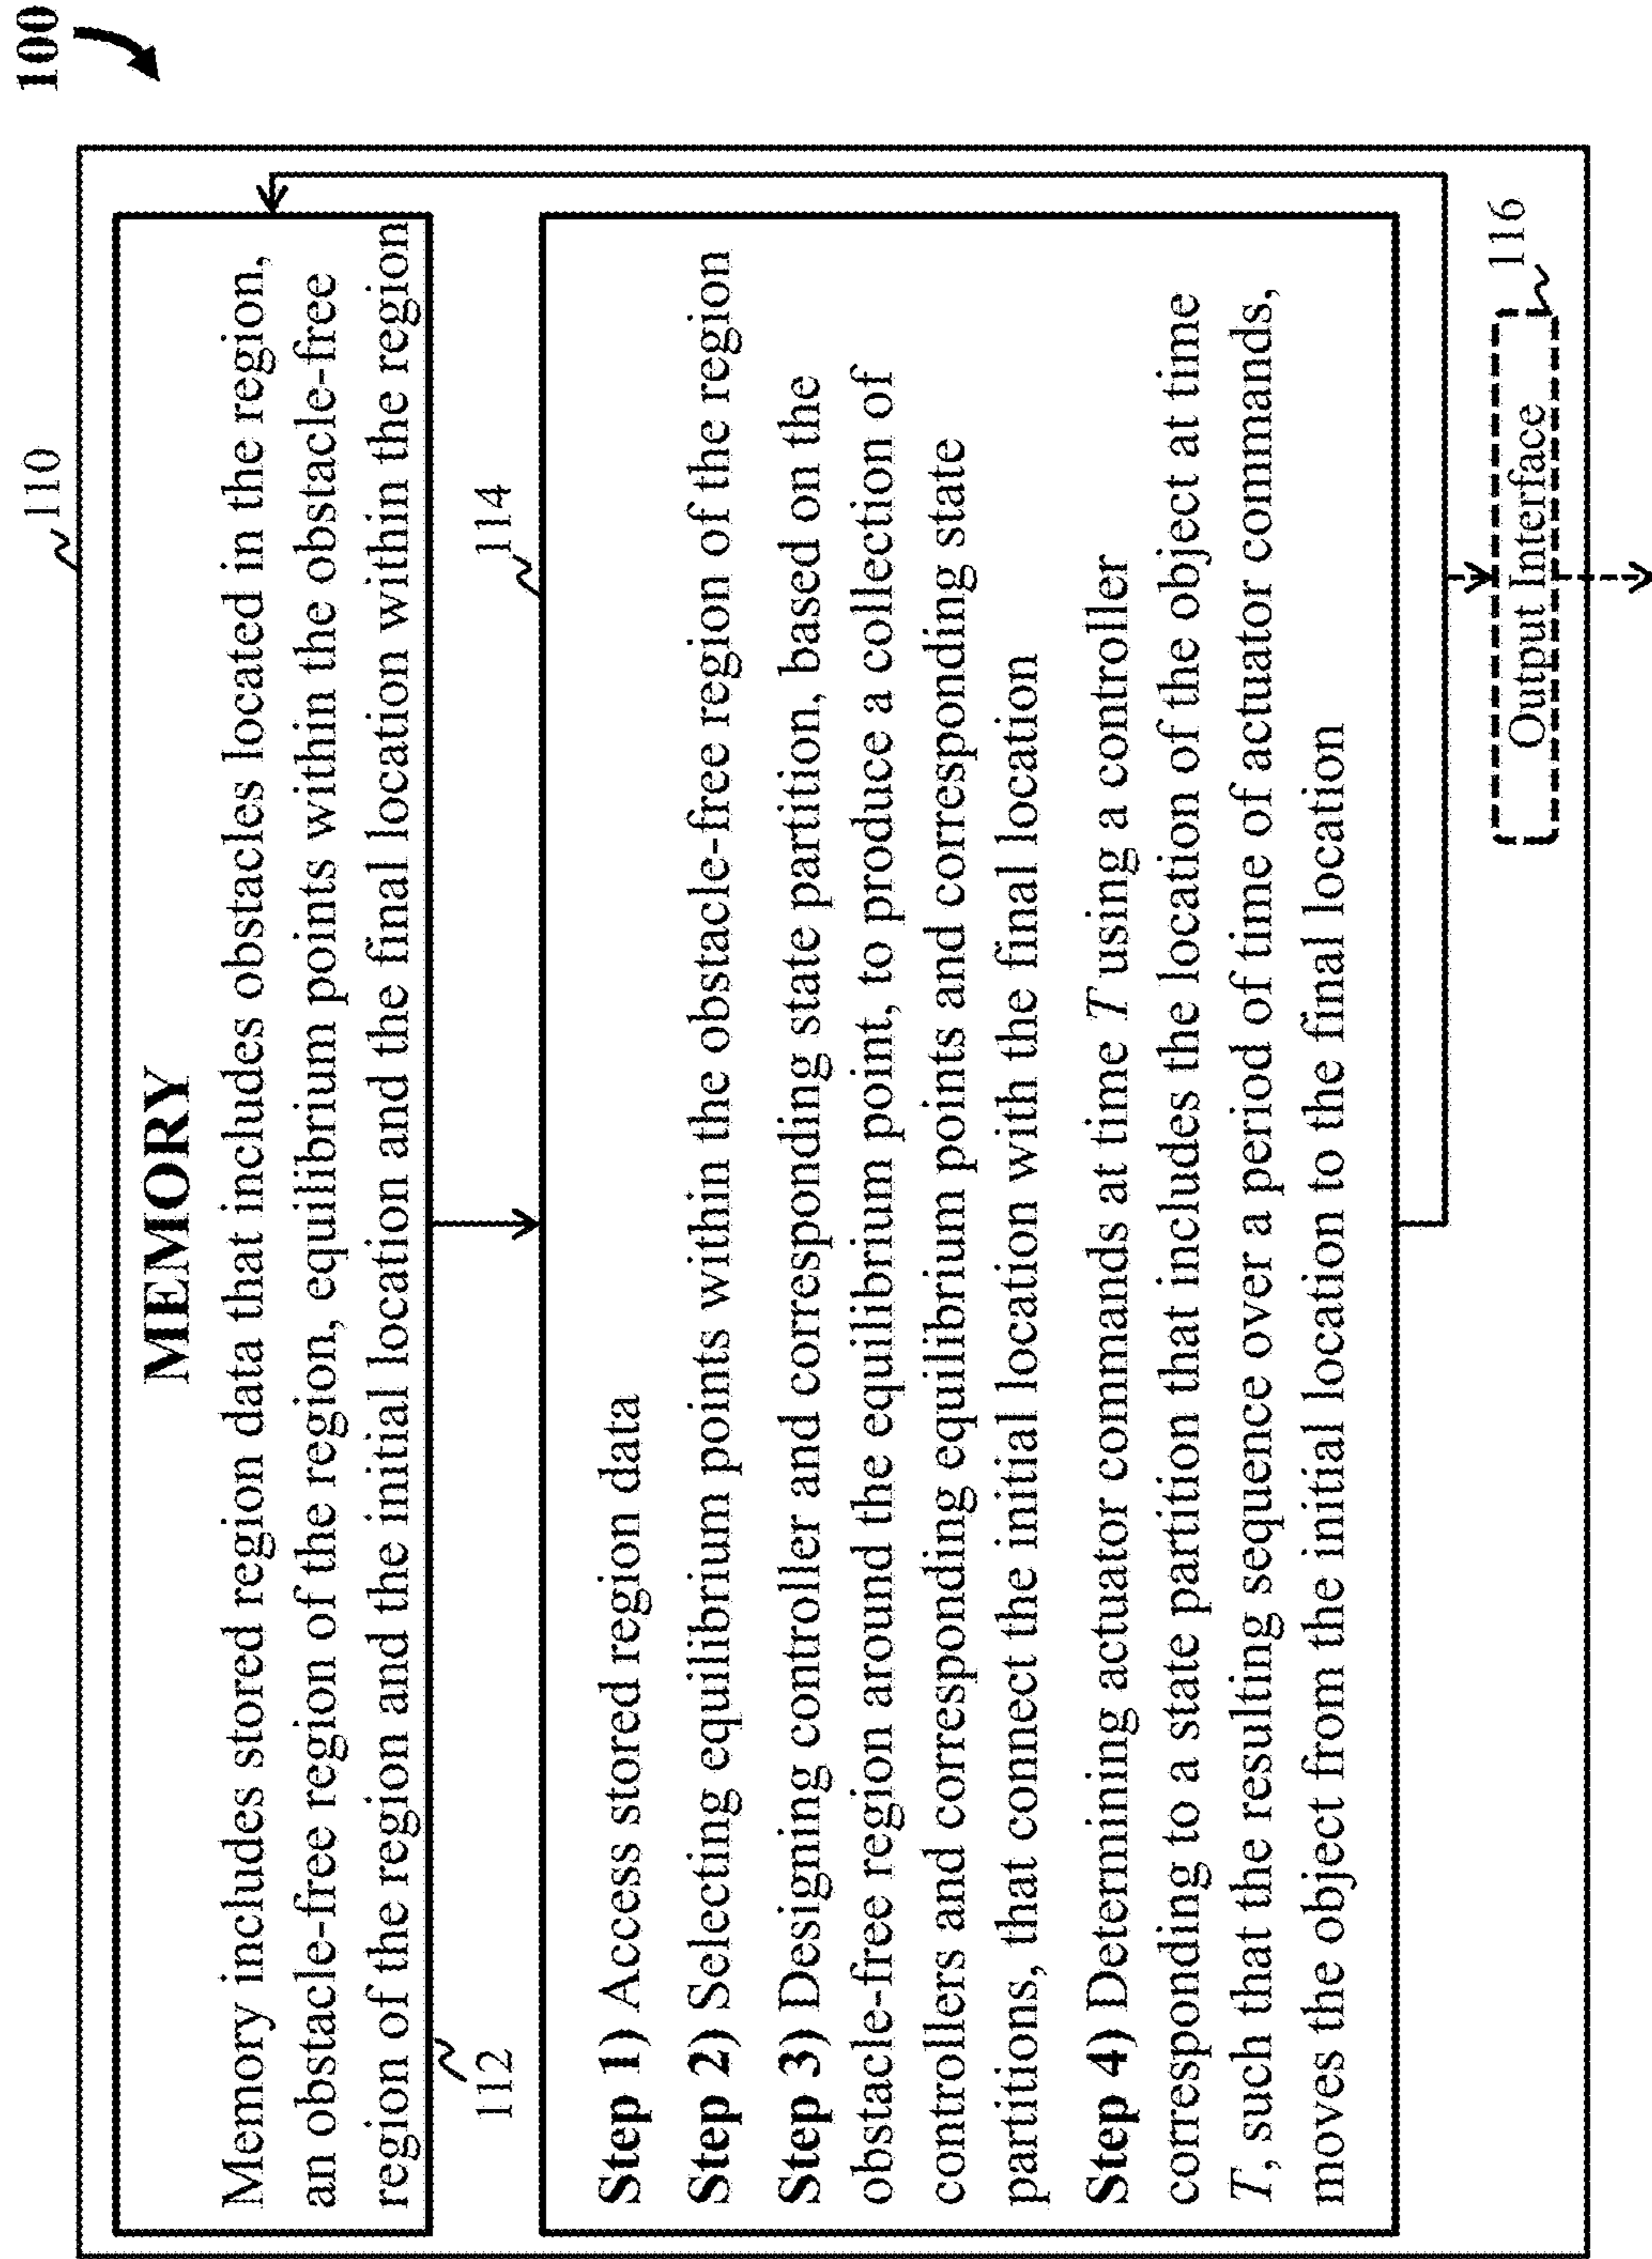 100
110
MEMORY
Memory includes stored region data that includes obstacles located in the region,
an obstacle-free region of the region, equilibrium points within the obstacle-free
region of the region and the initial location and the final location within the region
112
114
Step 1) Access stored region data
Step 2) Selecting equilibrium points within the obstacle-free region of the region
Step 3) Designing controller and corresponding state partition, based on the
obstacle-free region around the equilibrium point, to produce a collection of
controllers and corresponding equilibrium points and corresponding state
partitions, that connect the initial location with the final location
Step 4) Determining actuator commands at time T using a controller
corresponding to a state partition that includes the location of the object at time
T, such that the resulting sequence over a period of time of actuator commands,
moves the object from the initial location to the final location
116
Output Interface